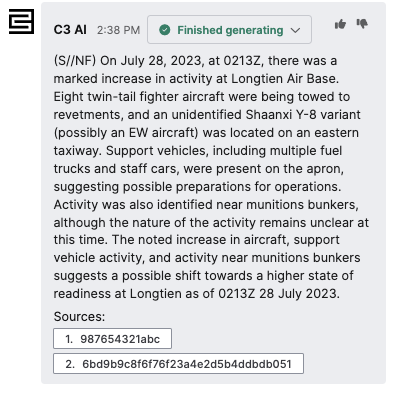 C3 AI 2:38 PM Finished generating
(S//NF) On July 28, 2023, at 0213Z, there was a
marked increase in activity at Longtien Air Base.
Eight twin-tail fighter aircraft were being towed to
revetments, and an unidentified Shaanxi Y-8 variant
(possibly an EW aircraft) was located on an eastern
taxiway. Support vehicles, including multiple fuel
trucks and staff cars, were present on the apron,
suggesting possible preparations for operations.
Activity was also identified near munitions bunkers,
although the nature of the activity remains unclear at
this time. The noted increase in aircraft, support
vehicle activity, and activity near munitions bunkers
suggests a possible shift towards a higher state of
readiness at Longtien as of 0213Z 28 July 2023.
Sources:
1. 987654321abc
2. 6bd9b9c8f6f76f23a4e2d5b4ddbdb051